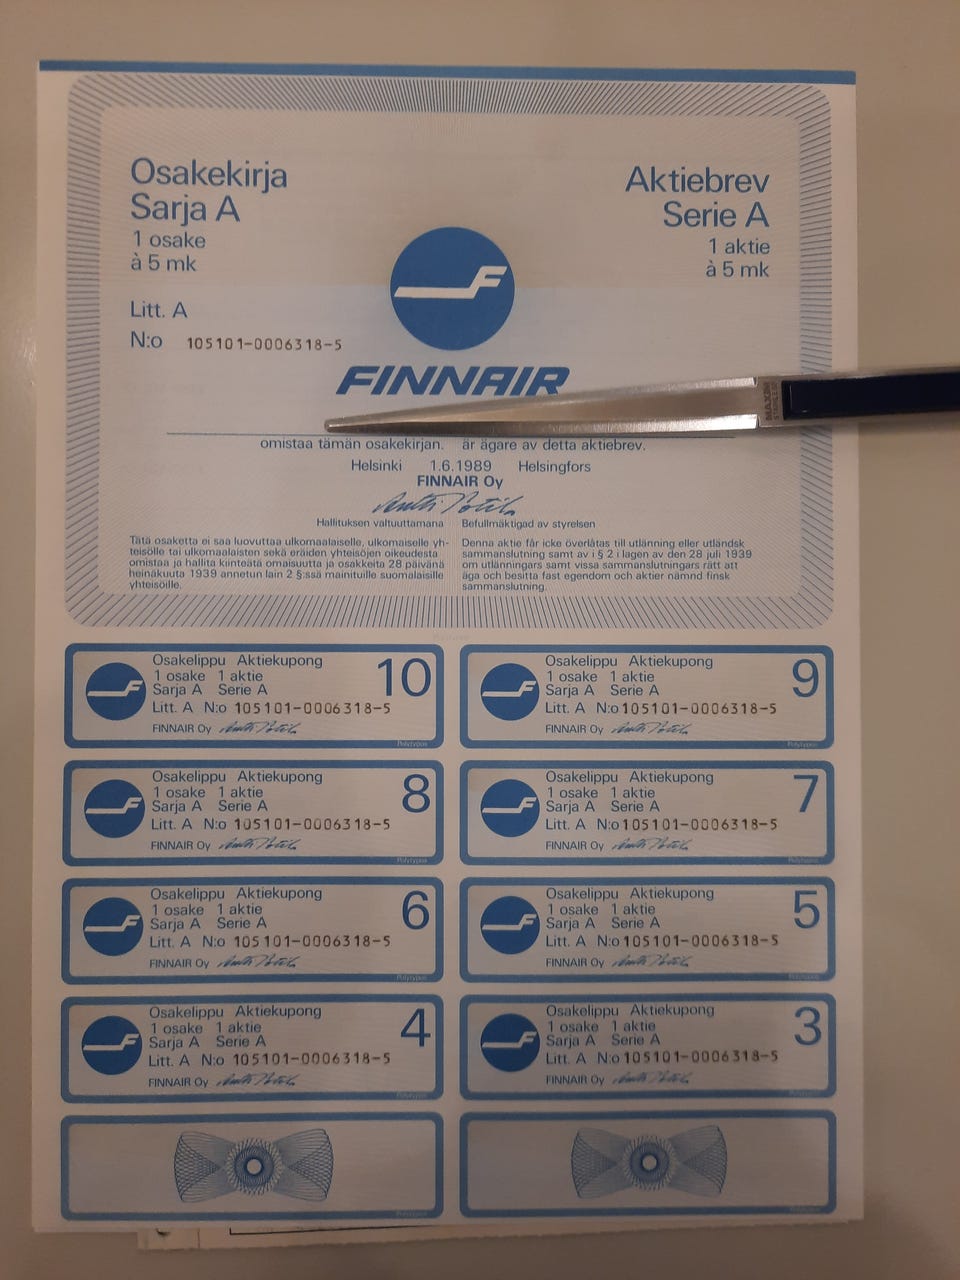 Osakekirja
Sarja A
1 osake
à 5 mk
Litt. A
N:o 105101-0006318-5
Aktiebrev
Serie A
1 aktie
à 5 mk
F
FINNAIR
omistaa tämän osakekirjan. är ägare av detta aktiebrev.
Helsinki 1.6.1989 Helsingfors
FINNAIR Oy
Hallituksen valtuuttamana
Befullmäktigad av styrelsen
Tätä osaketta ei saa luovuttaa ulkomaalaiselle, ulkomaiselle yh-
teisölle tai ulkomaalaisten sekä eräiden yhteisöjen oikeudesta
omistaa ja hallita kiinteätä omaisuutta ja osakkeita 28 päivänä
heinäkuuta 1939 annetun lain 2 §:ssä mainituille suomalaisille
yhteisöille.
Denna aktie får icke överlåtas till utlänning eller utländsk
sammanslutning samt av i § 2 i lagen av den 28 juli 1939
om utlänningars samt vissa sammanslutningars rätt att
äga och besitta fast egendom och aktier nämnd finsk
sammanslutning.
Polytypos
F
Osakelippu Aktiekupong
1 osake 1 aktie
Sarja A Serie A
10
Litt. A N:o 105101-0006318-5
FINNAIR Oy
Polytypos
F
Osakelippu Aktiekupong
1 osake 1 aktie
Sarja A Serie A
9
Litt. A N:o 105101-0006318-5
FINNAIR Oy
Polytypos
F
Osakelippu Aktiekupong
1 osake 1 aktie
Sarja A Serie A
8
Litt. A N:o 105101-0006318-5
FINNAIR Oy
Polytypos
F
Osakelippu Aktiekupong
1 osake 1 aktie
Sarja A Serie A
7
Litt. A N:o 105101-0006318-5
FINNAIR Oy
Polytypos
F
Osakelippu Aktiekupong
1 osake 1 aktie
Sarja A Serie A
6
Litt. A N:o 105101-0006318-5
FINNAIR Oy
Polytypos
F
Osakelippu Aktiekupong
1 osake 1 aktie
Sarja A Serie A
5
Litt. A N:o 105101-0006318-5
FINNAIR Oy
Polytypos
F
Osakelippu Aktiekupong
1 osake 1 aktie
Sarja A Serie A
4
Litt. A N:o 105101-0006318-5
FINNAIR Oy
Polytypos
F
Osakelippu Aktiekupong
1 osake 1 aktie
Sarja A Serie A
3
Litt. A N:o 105101-0006318-5
FINNAIR Oy
Polytypos
Polytypos
Polytypos